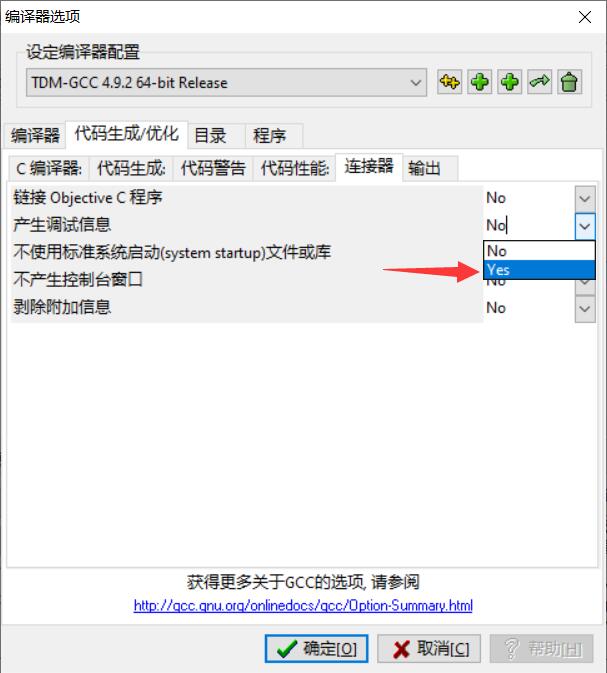 编译器选项
设定编译器配置
TDM-GCC 4.9.2 64-bit Release
编译器 代码生成/优化 目录 程序
C 编译器: 代码生成: 代码警告 代码性能: 连接器 输出
链接 Objective C 程序 No
产生调试信息 No
不使用标准系统启动(system startup)文件或库 No
Yes
不产生控制台窗口 No
剥除附加信息 No
获得更多关于GCC的选项, 请参阅
http://gcc.gnu.org/onlinedocs/gcc/Option-Summary.html
确定[O] 取消[C] 帮助[H]